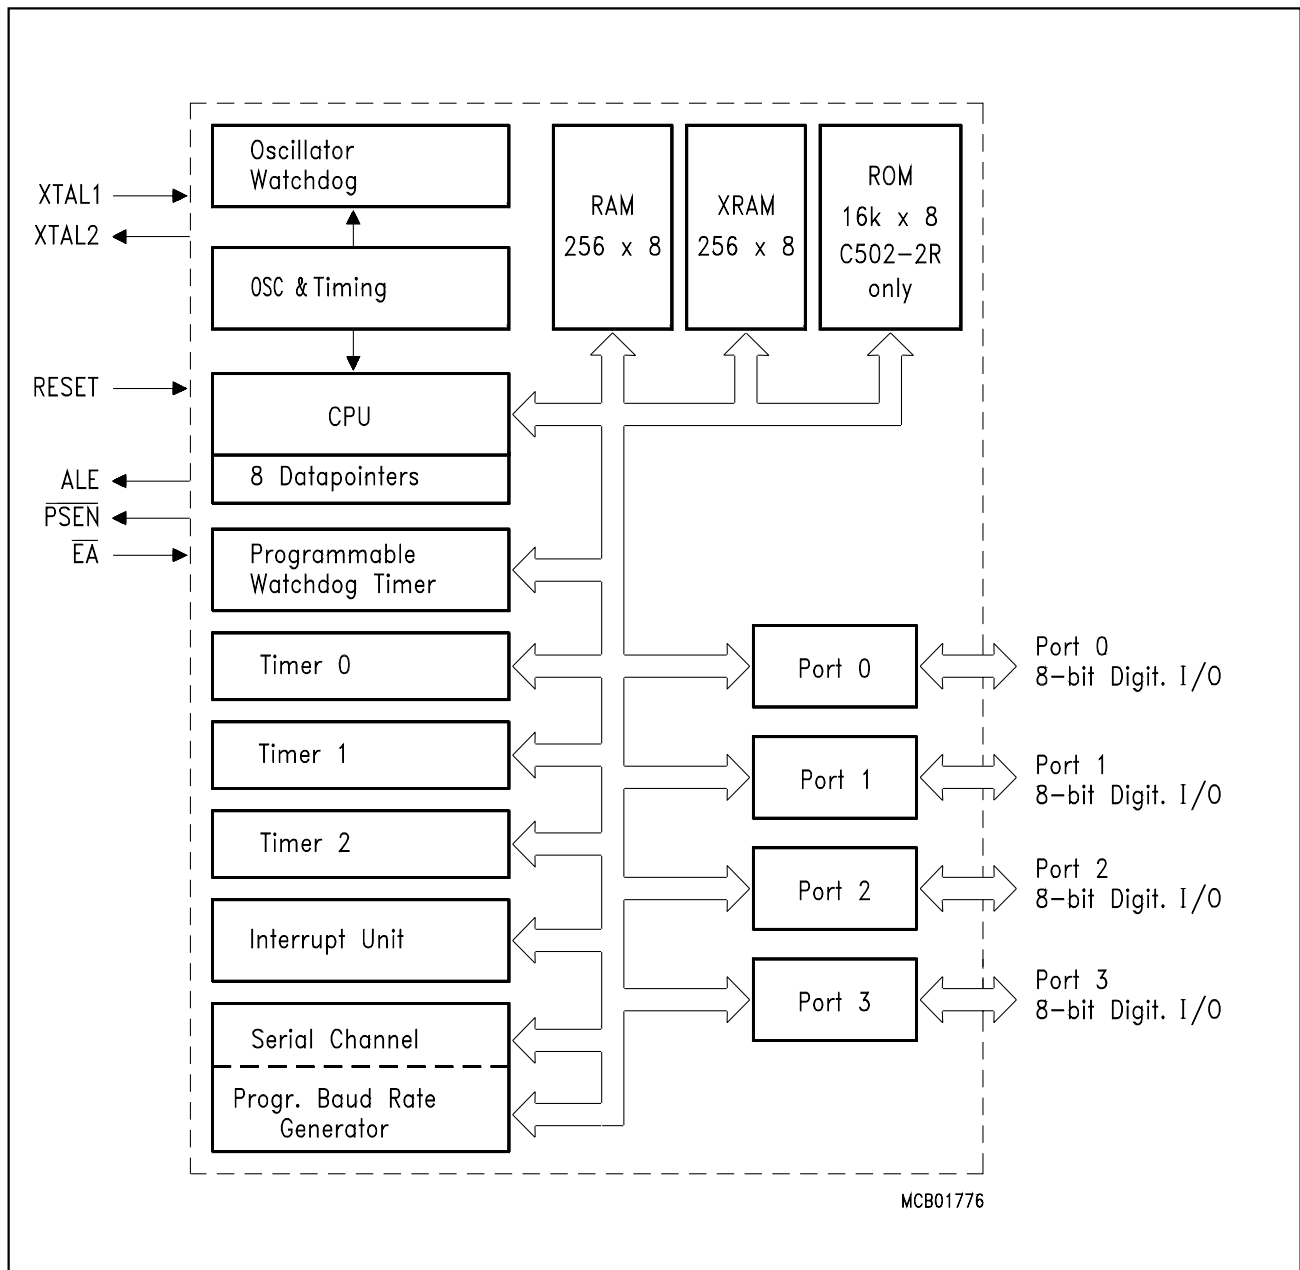 Oscillator
Watchdog
XTAL1
XTAL2
OSC & Timing
RAM
256 x 8
XRAM
256 x 8
ROM
16k x 8
C502-2R
only
RESET
CPU
ALE
8 Datapointers
PSEN
EA
Programmable
Watchdog Timer
Timer 0
Timer 1
Timer 2
Interrupt Unit
Serial Channel
Progr. Baud Rate
Generator
Port 0
Port 0
8-bit Digit. I/O
Port 1
Port 1
8-bit Digit. I/O
Port 2
Port 2
8-bit Digit. I/O
Port 3
Port 3
8-bit Digit. I/O
MCB01776